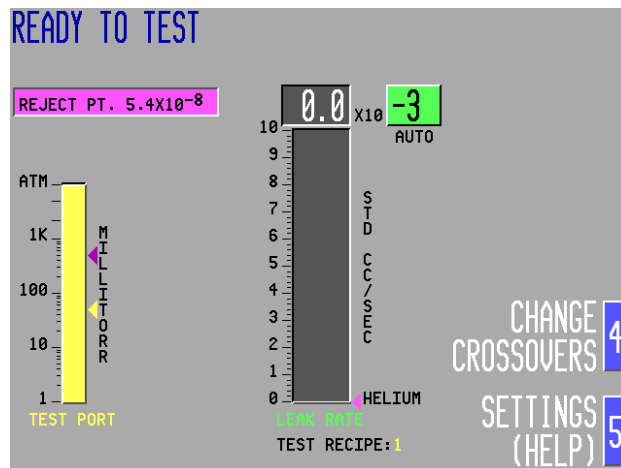 READY TO TEST
REJECT PT. 5.4X10⁻⁸
0.0 X10 -3
AUTO
ATM
1K
100
10
1
MILLITORR
TEST PORT
10
9
8
7
6
5
4
3
2
1
0
STD CC/SEC
HELIUM
LEAK RATE
TEST RECIPE:1
CHANGE CROSSOVERS 4
SETTINGS (HELP) 5